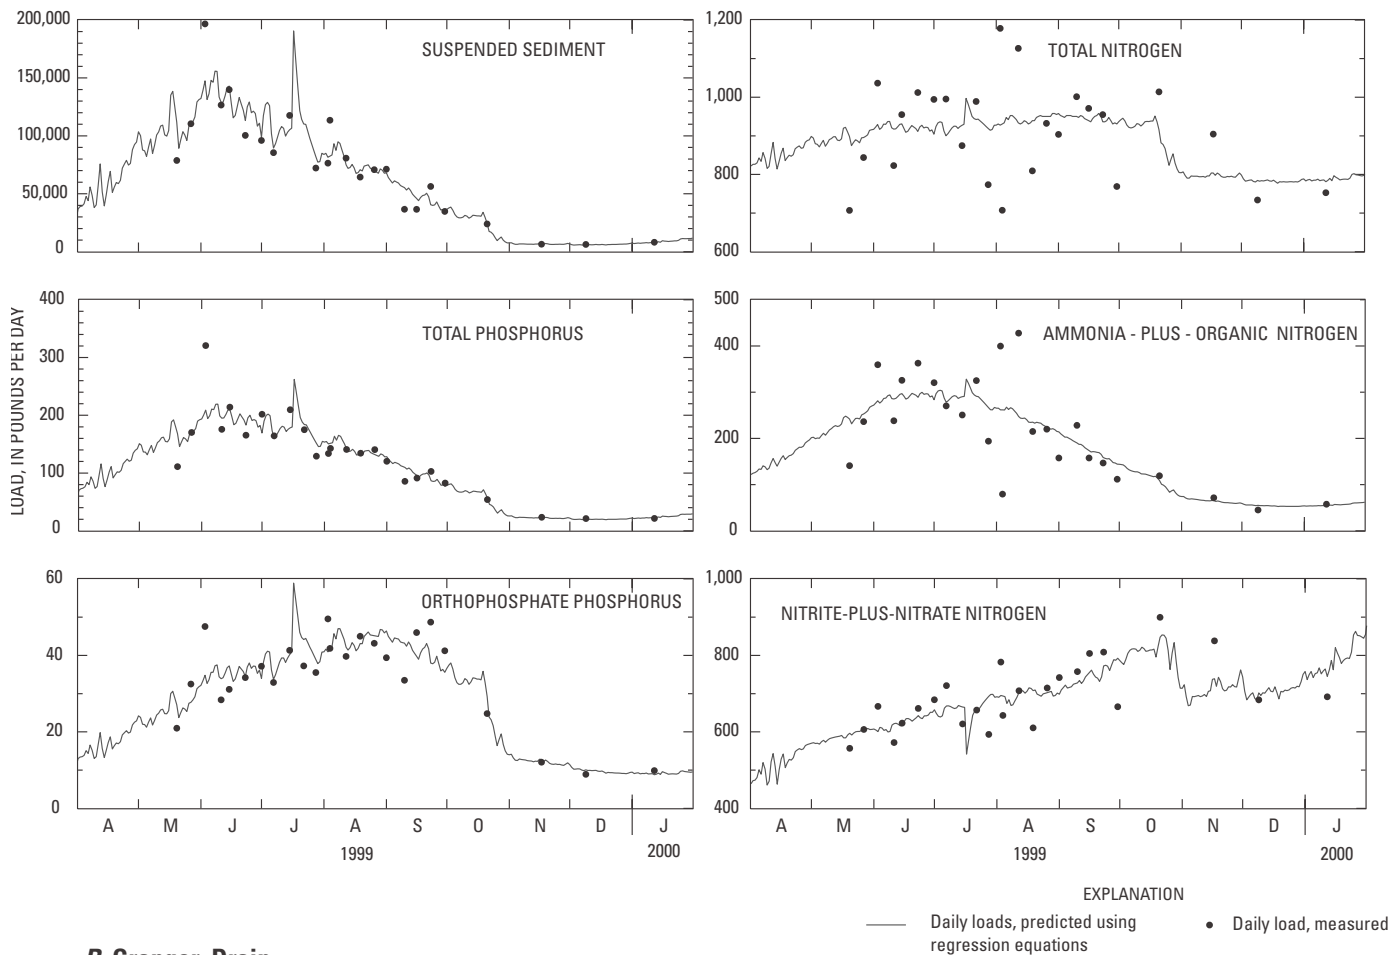 LOAD, IN POUNDS PER DAY
SUSPENDED SEDIMENT
200,000
150,000
100,000
50,000
0
TOTAL NITROGEN
1,200
1,000
800
600
TOTAL PHOSPHORUS
400
300
200
100
0
AMMONIA - PLUS - ORGANIC NITROGEN
500
400
200
0
ORTHOPHOSPHATE PHOSPHORUS
60
40
20
0
A M J J A S O N D J
1999 2000
NITRITE-PLUS-NITRATE NITROGEN
1,000
800
600
400
A M J J A S O N D J
1999 2000
EXPLANATION
Daily loads, predicted using
regression equations
Daily load, measured